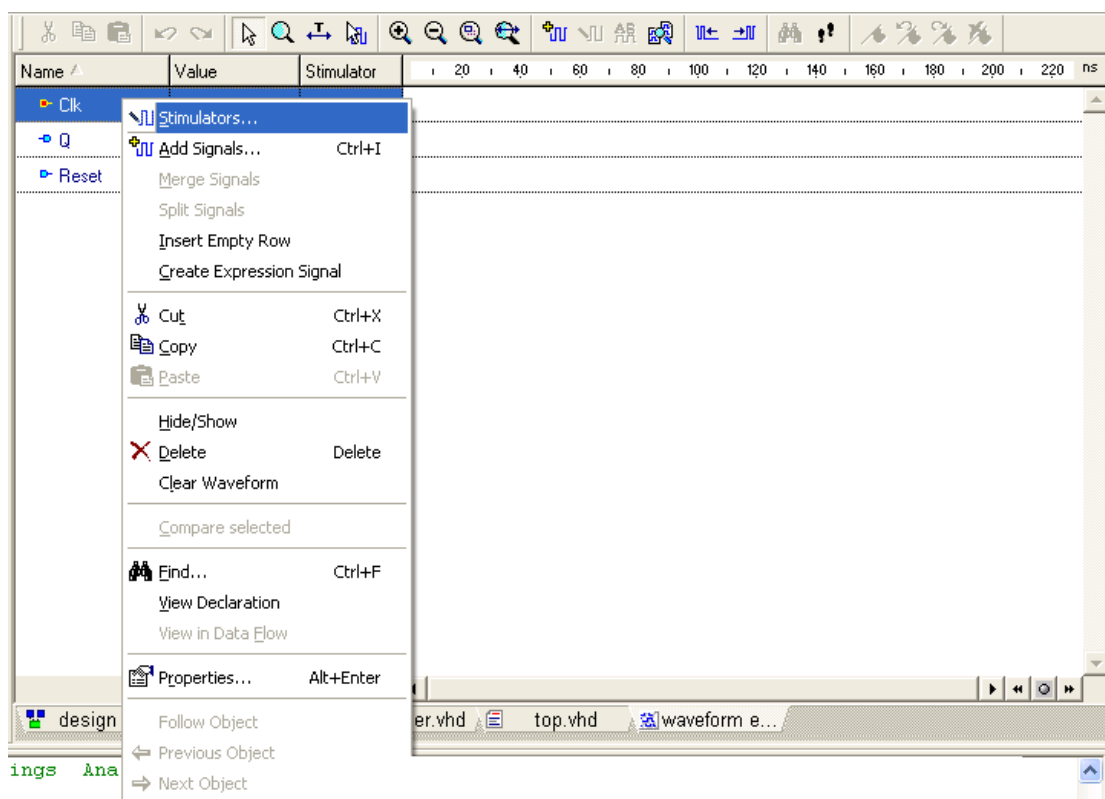 Name Value Stimulator 20 40 60 80 100 120 140 160 180 200 220 ns
Clk
Q
Reset
Stimulators...
Add Signals... Ctrl+I
Merge Signals
Split Signals
Insert Empty Row
Create Expression Signal
Cut Ctrl+X
Copy Ctrl+C
Paste Ctrl+V
Hide/Show
Delete Delete
Clear Waveform
Compare selected
Find... Ctrl+F
View Declaration
View in Data Flow
Properties... Alt+Enter
Follow Object
Previous Object
Next Object
design er.vhd top.vhd waveform e...
ings Ana